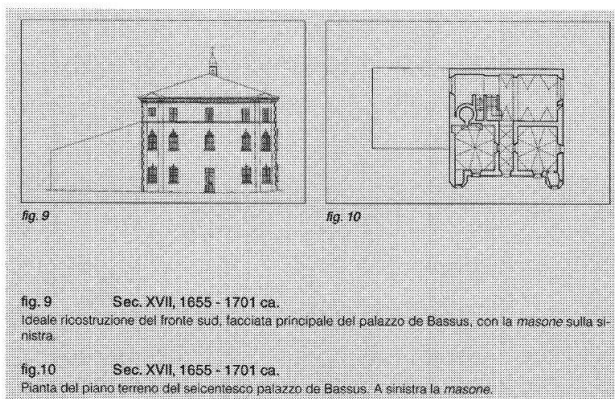 fig. 9
fig. 10
fig. 9 Sec. XVII, 1655 - 1701 ca.
Ideale ricostruzione del fronte sud, facciata principale del palazzo de Bassus, con la masone sulla si-
nistra.
fig.10 Sec. XVII, 1655 - 1701 ca.
Pianta del piano terreno del seicentesco palazzo de Bassus. A sinistra la masone.